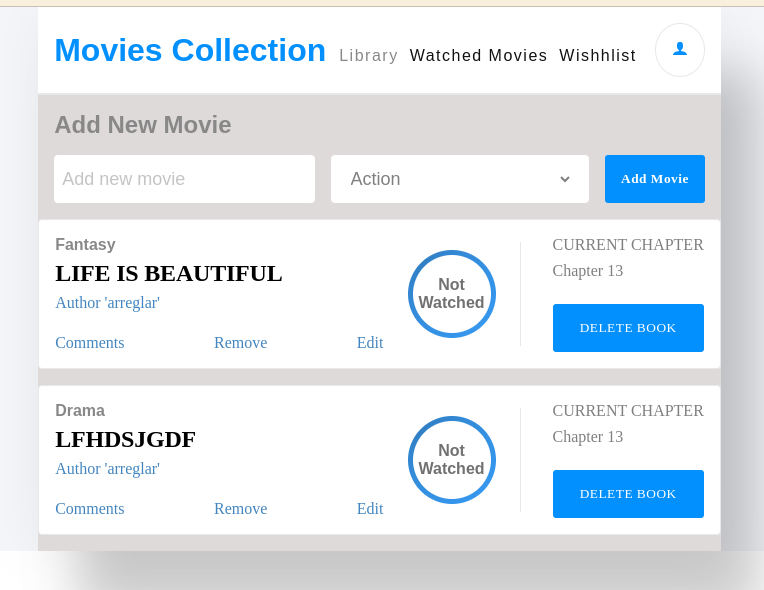 Movies Collection Library Watched Movies Wishhlist
Add New Movie
Add new movie Action Add Movie
Fantasy
LIFE IS BEAUTIFUL
Author 'arreglar'
Comments Remove Edit
Not
Watched
CURRENT CHAPTER
Chapter 13
DELETE BOOK
Drama
LFHDSJGDF
Author 'arreglar'
Comments Remove Edit
Not
Watched
CURRENT CHAPTER
Chapter 13
DELETE BOOK